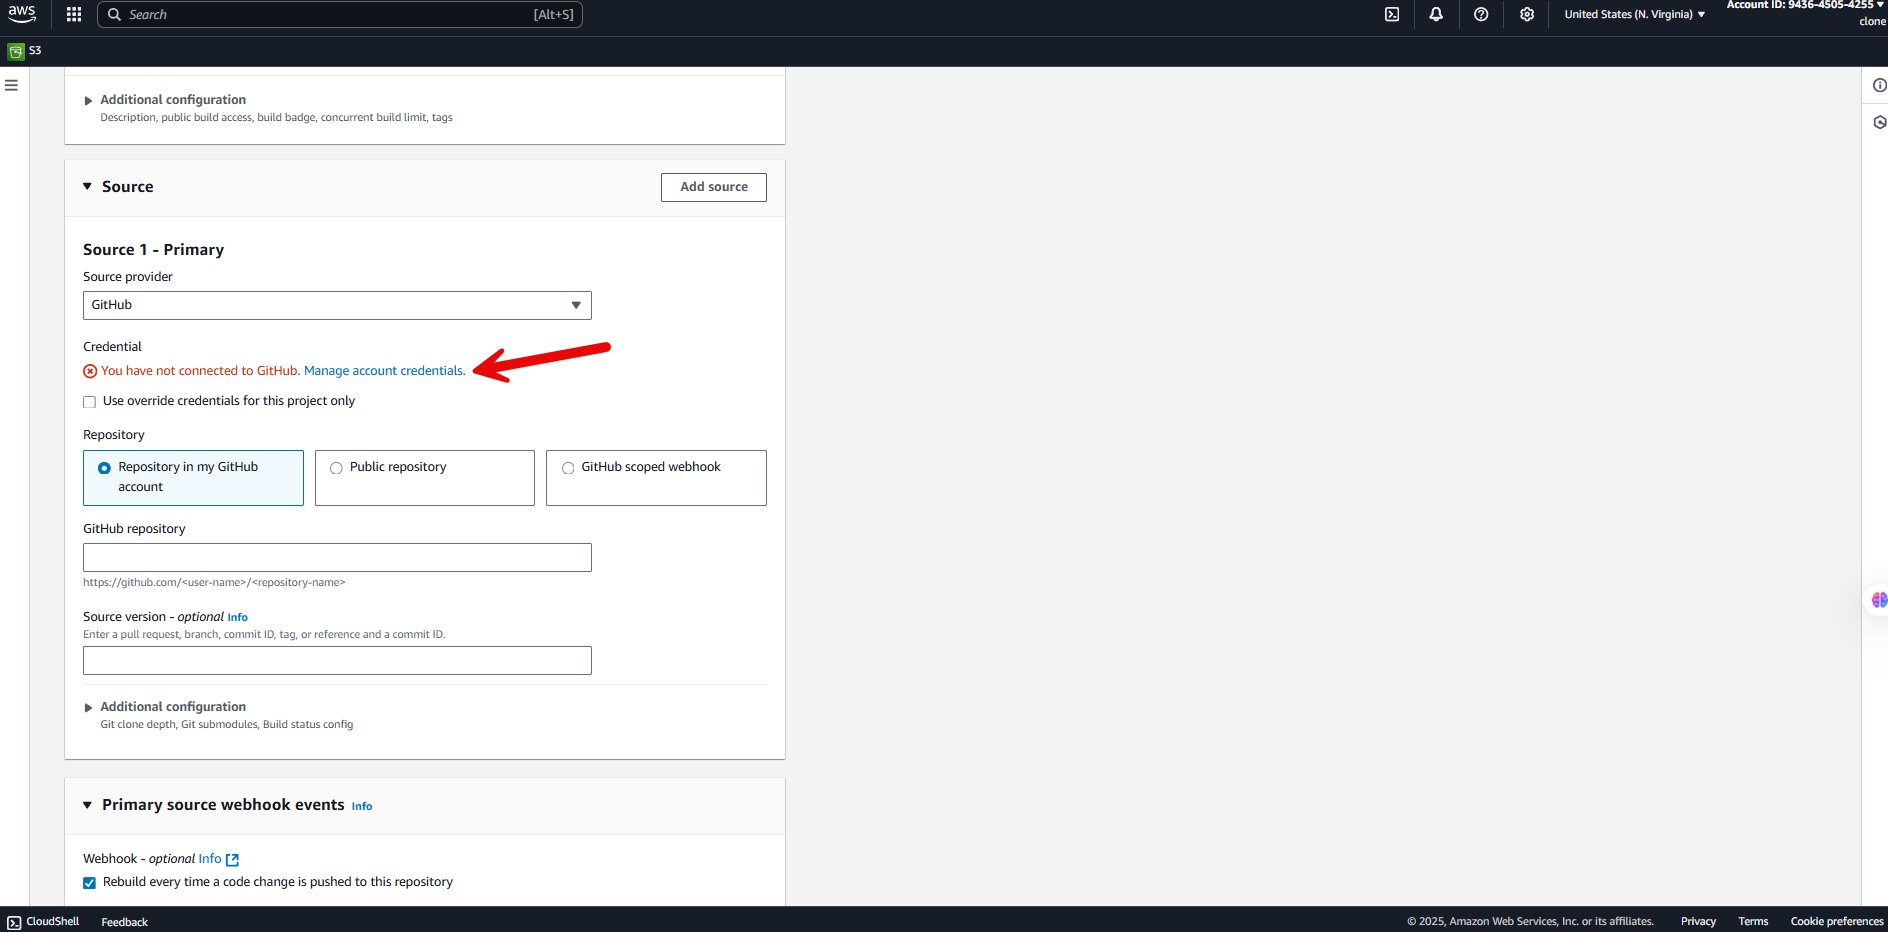 aws
Search
[Alt+S]
United States (N. Virginia)
Account ID: 9436-4505-4255
clone
S3
Additional configuration
Description, public build access, build badge, concurrent build limit, tags
Source
Add source
Source 1 - Primary
Source provider
GitHub
Credential
You have not connected to GitHub. Manage account credentials.
Use override credentials for this project only
Repository
Repository in my GitHub
account
Public repository
GitHub scoped webhook
GitHub repository
https://github.com/<user-name>/<repository-name>
Source version - optional Info
Enter a pull request, branch, commit ID, tag, or reference and a commit ID.
Additional configuration
Git clone depth, Git submodules, Build status config
Primary source webhook events Info
Webhook - optional Info
Rebuild every time a code change is pushed to this repository
CloudShell
Feedback
© 2025, Amazon Web Services, Inc. or its affiliates.
Privacy
Terms
Cookie preferences